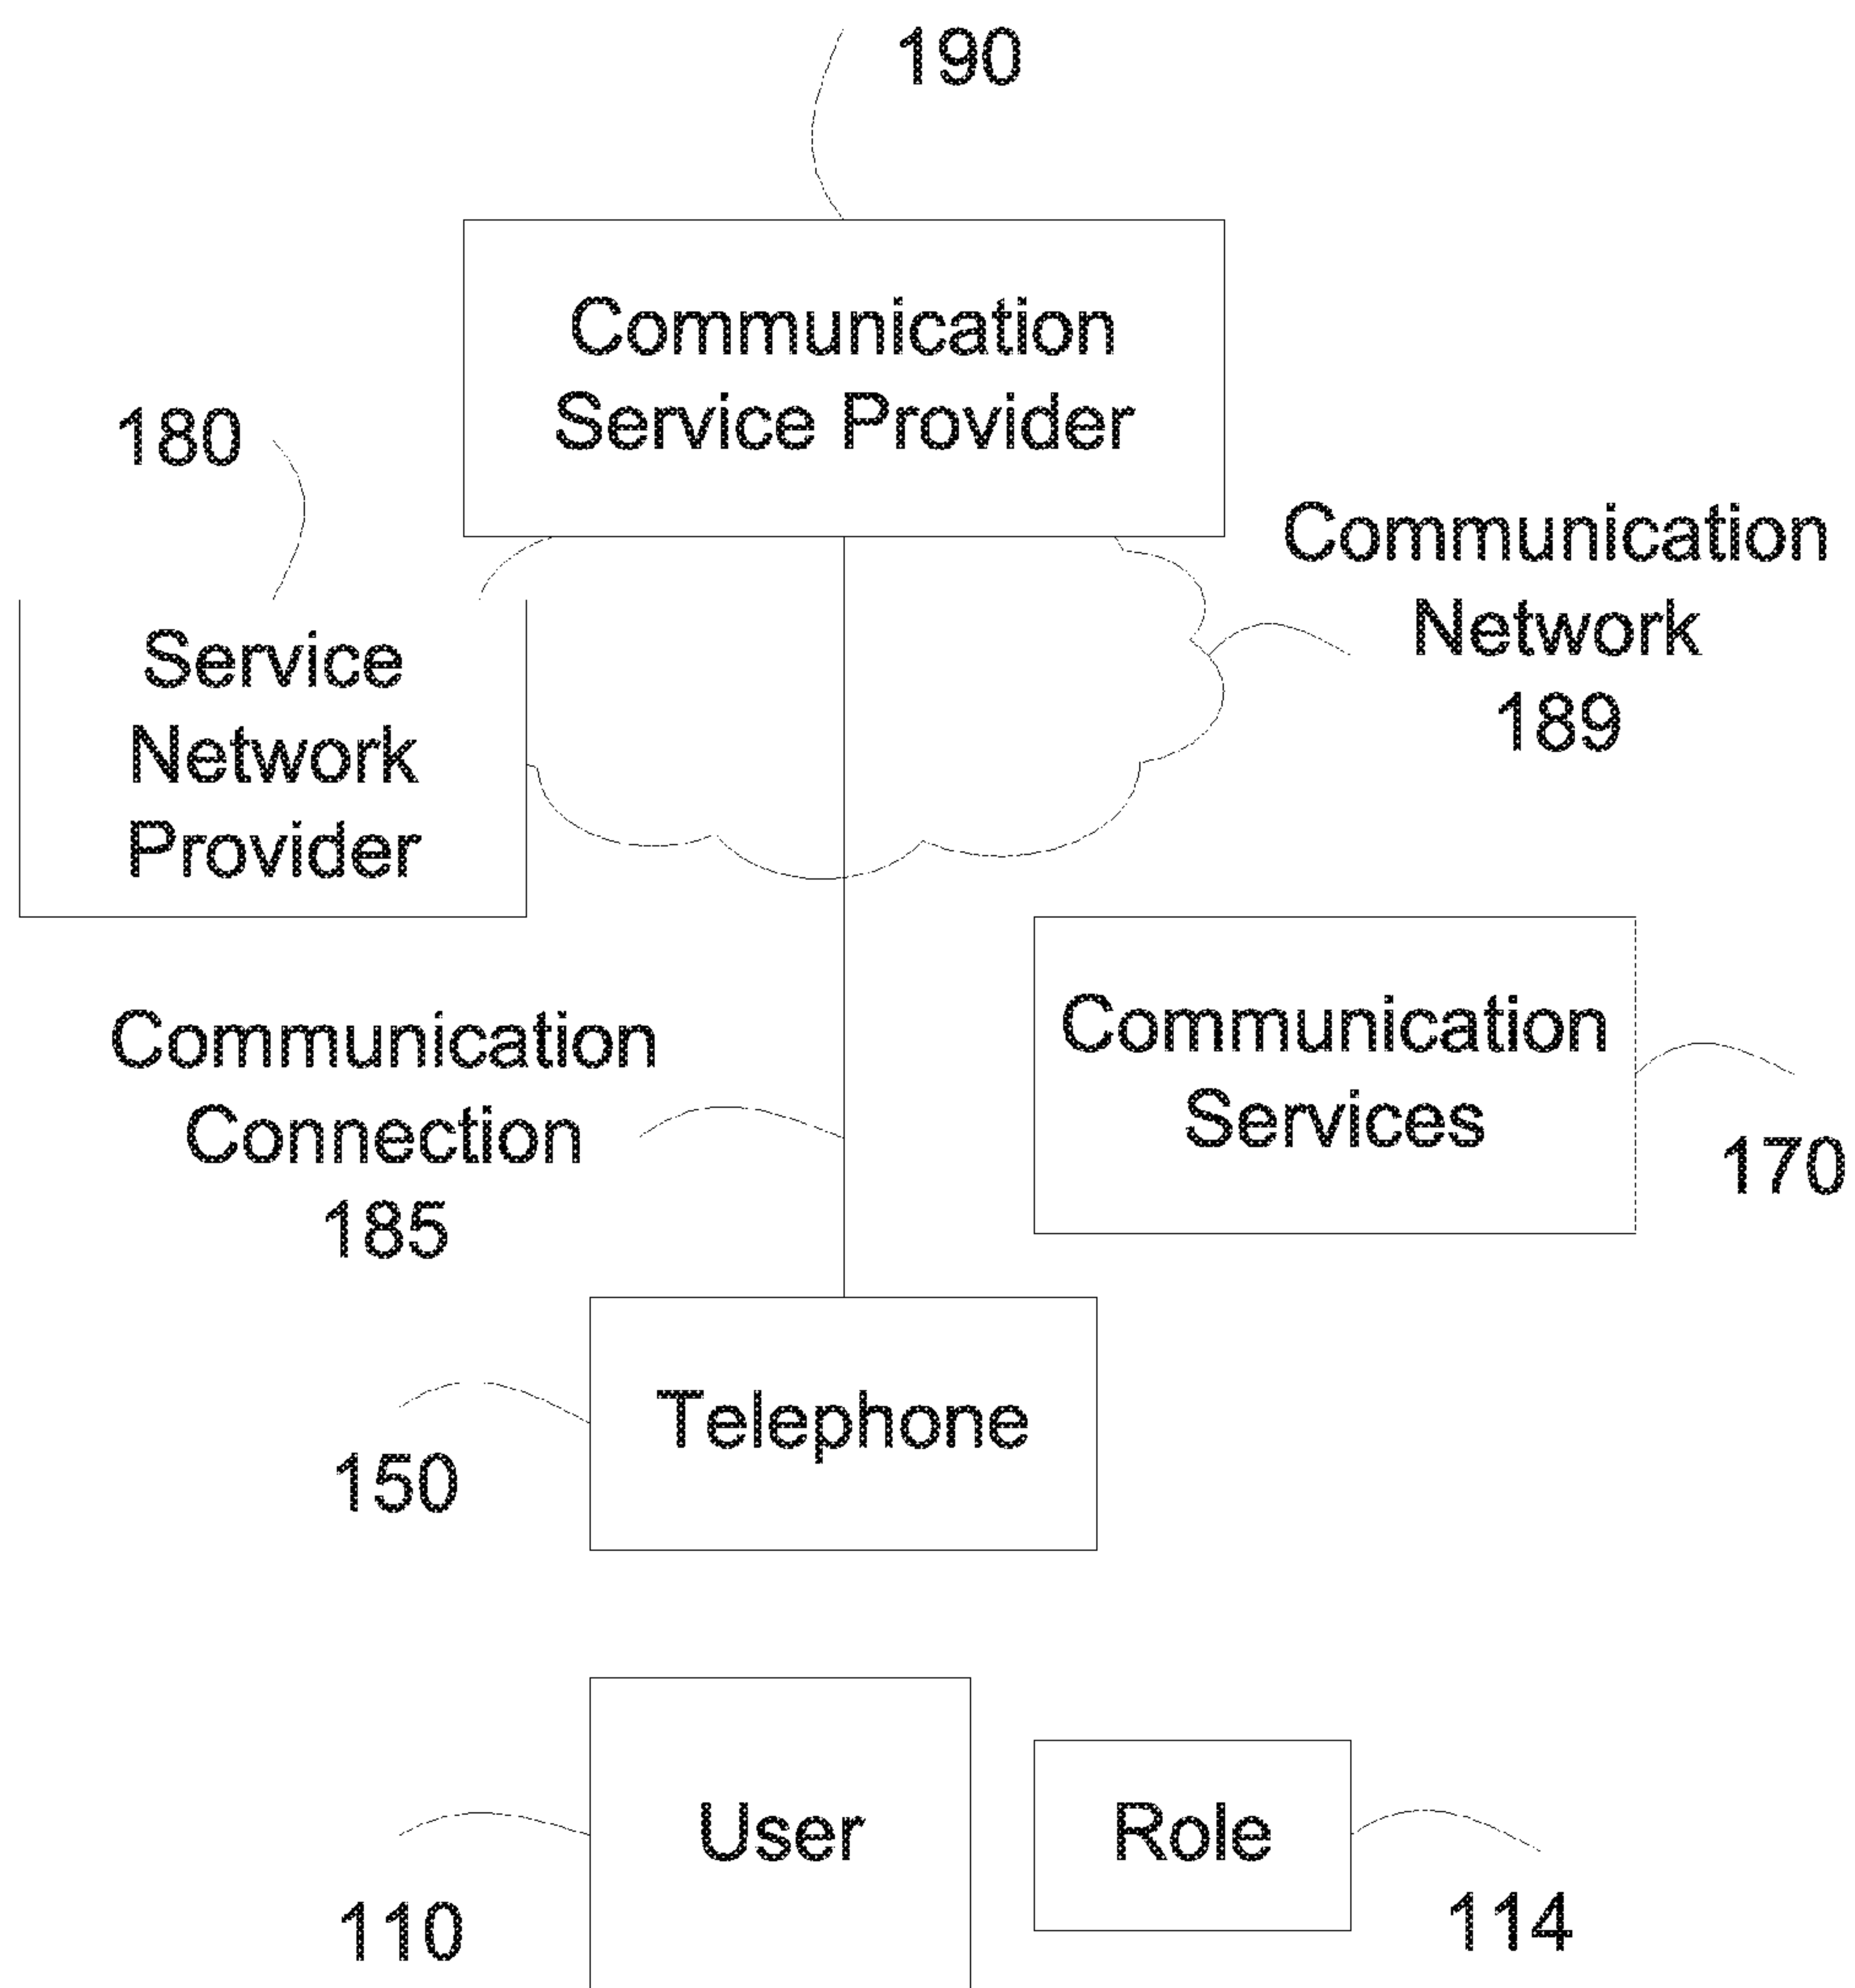 190
Communication
Service Provider
180
Communication
Network
189
Service
Network
Provider
Communication
Connection
185
Communication
Services
170
Telephone
150
User
Role
110
114